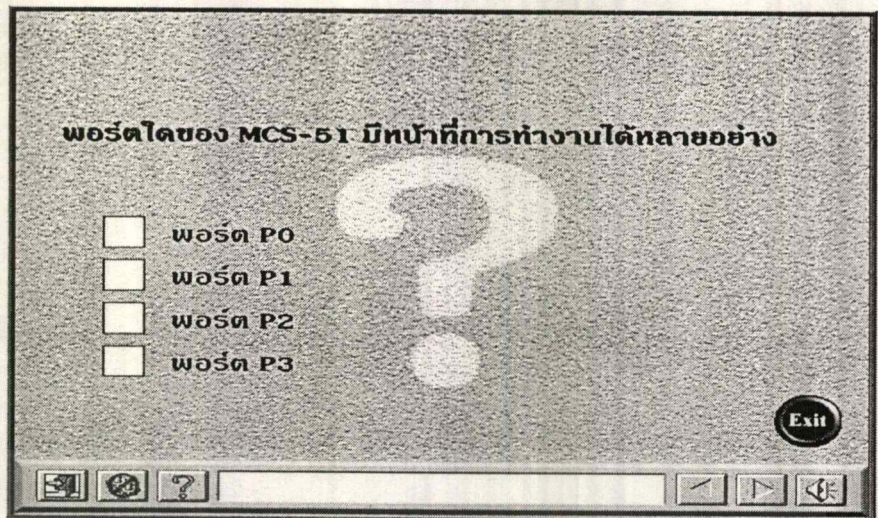 พอร์ตใดของ MCS-51 มีหน้าที่การทำงานได้หลายอย่าง
พอร์ต P0
พอร์ต P1
พอร์ต P2
พอร์ต P3
Exit